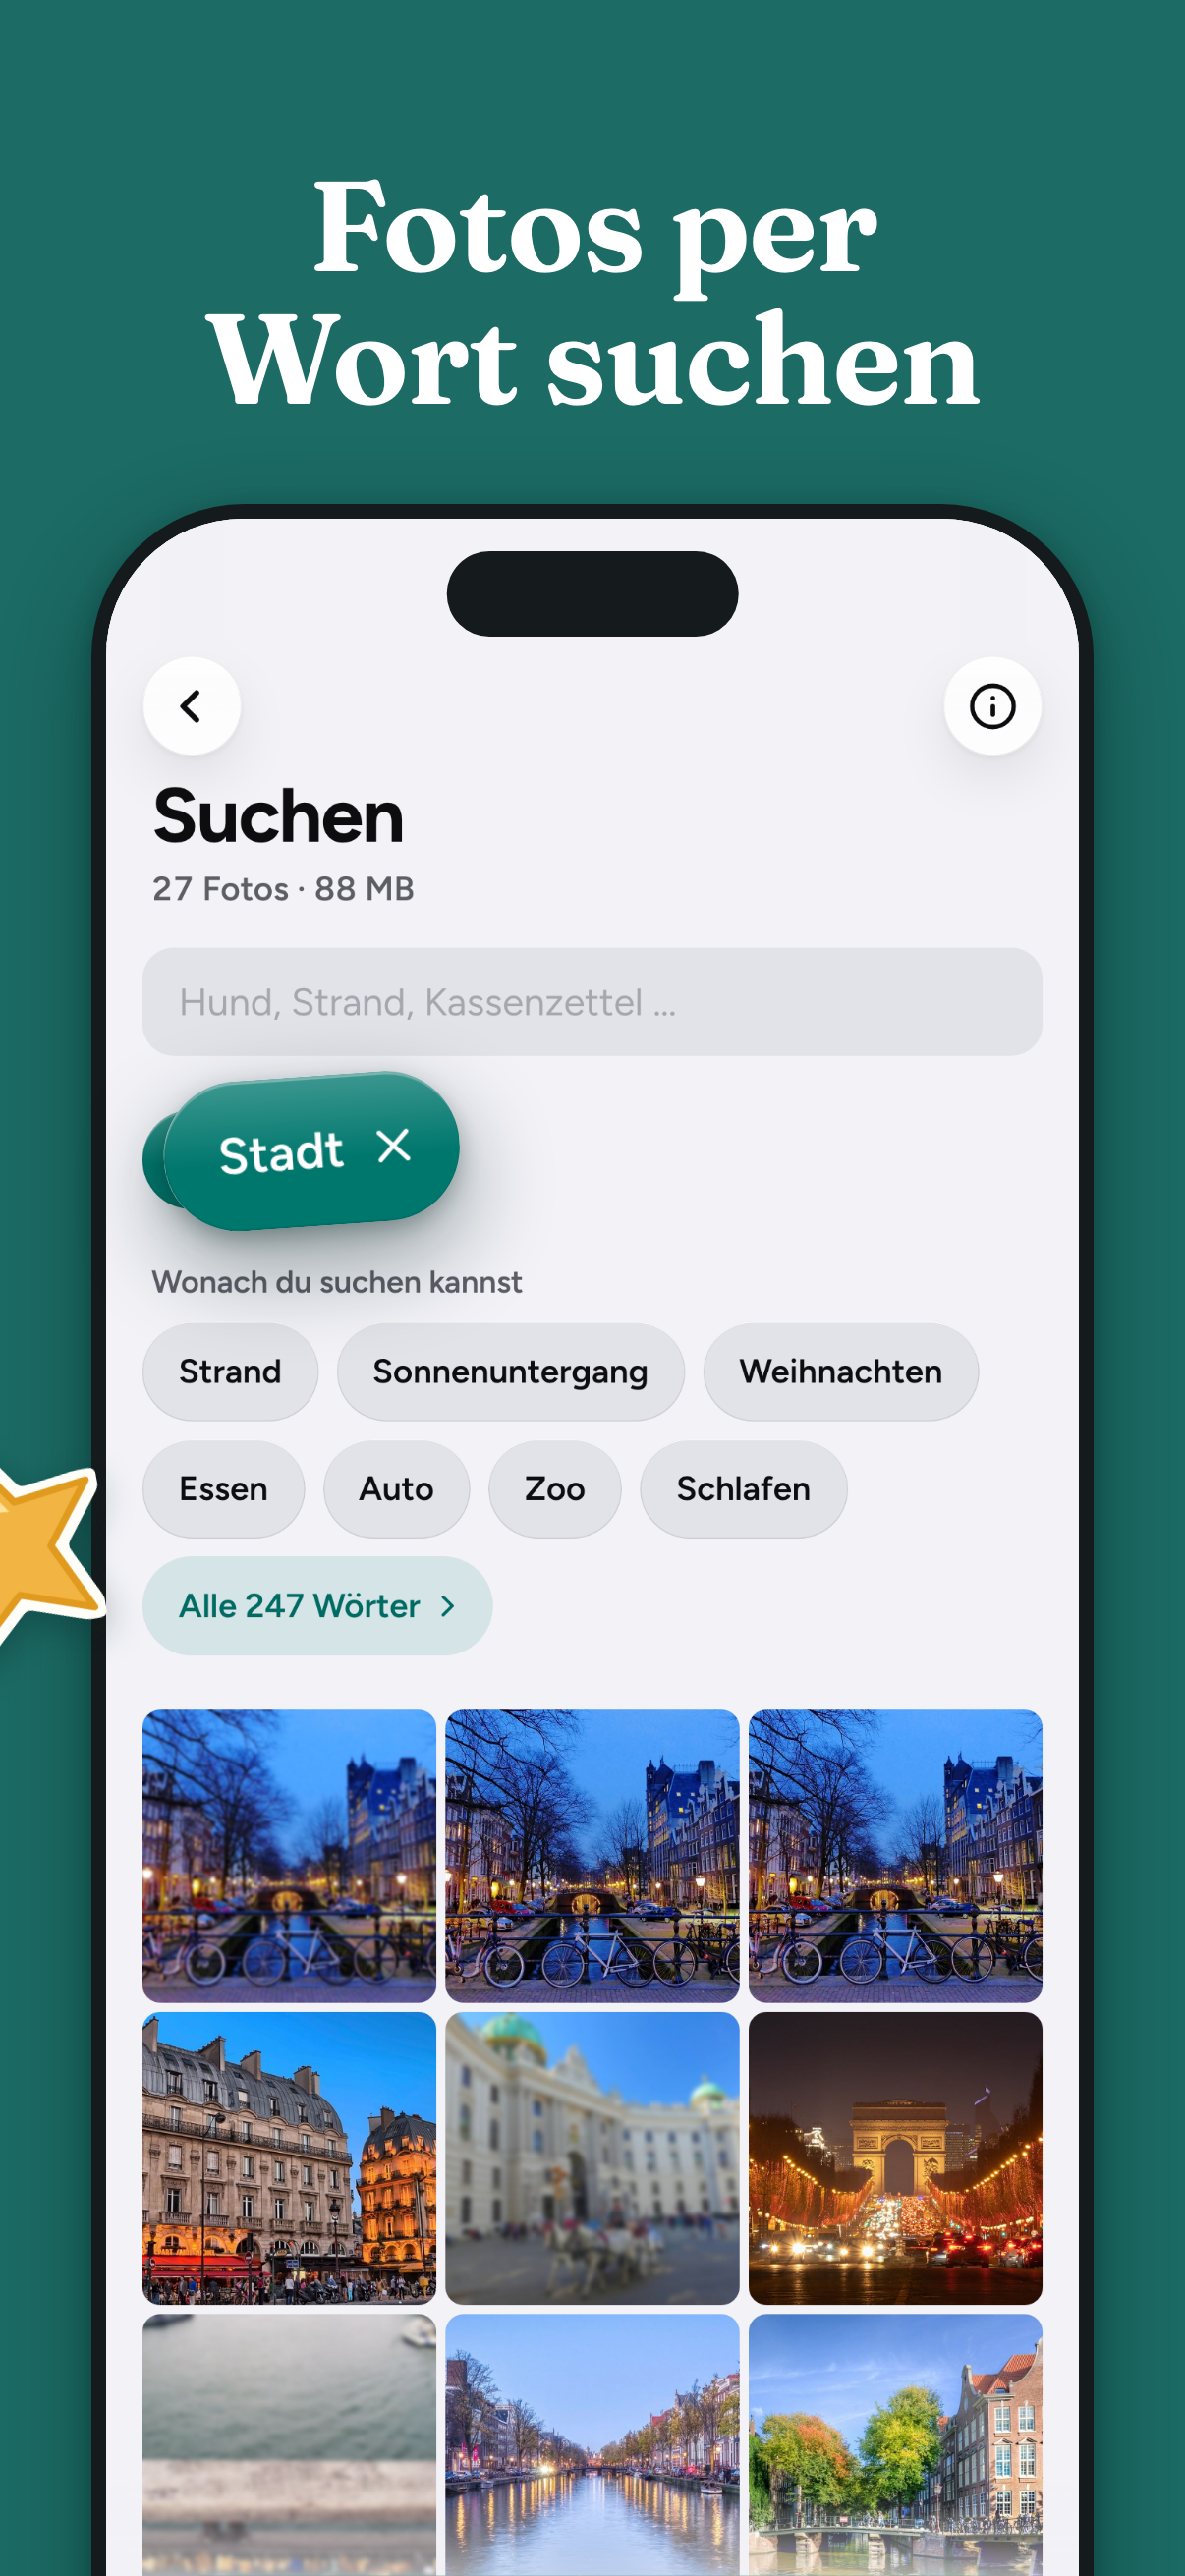 Fotos per
Wort suchen
Suchen
27 Fotos · 88 MB
Hund, Strand, Kassenzettel ...
Stadt
Wonach du suchen kannst
Strand
Sonnenuntergang
Weihnachten
Essen
Auto
Zoo
Schlafen
Alle 247 Wörter